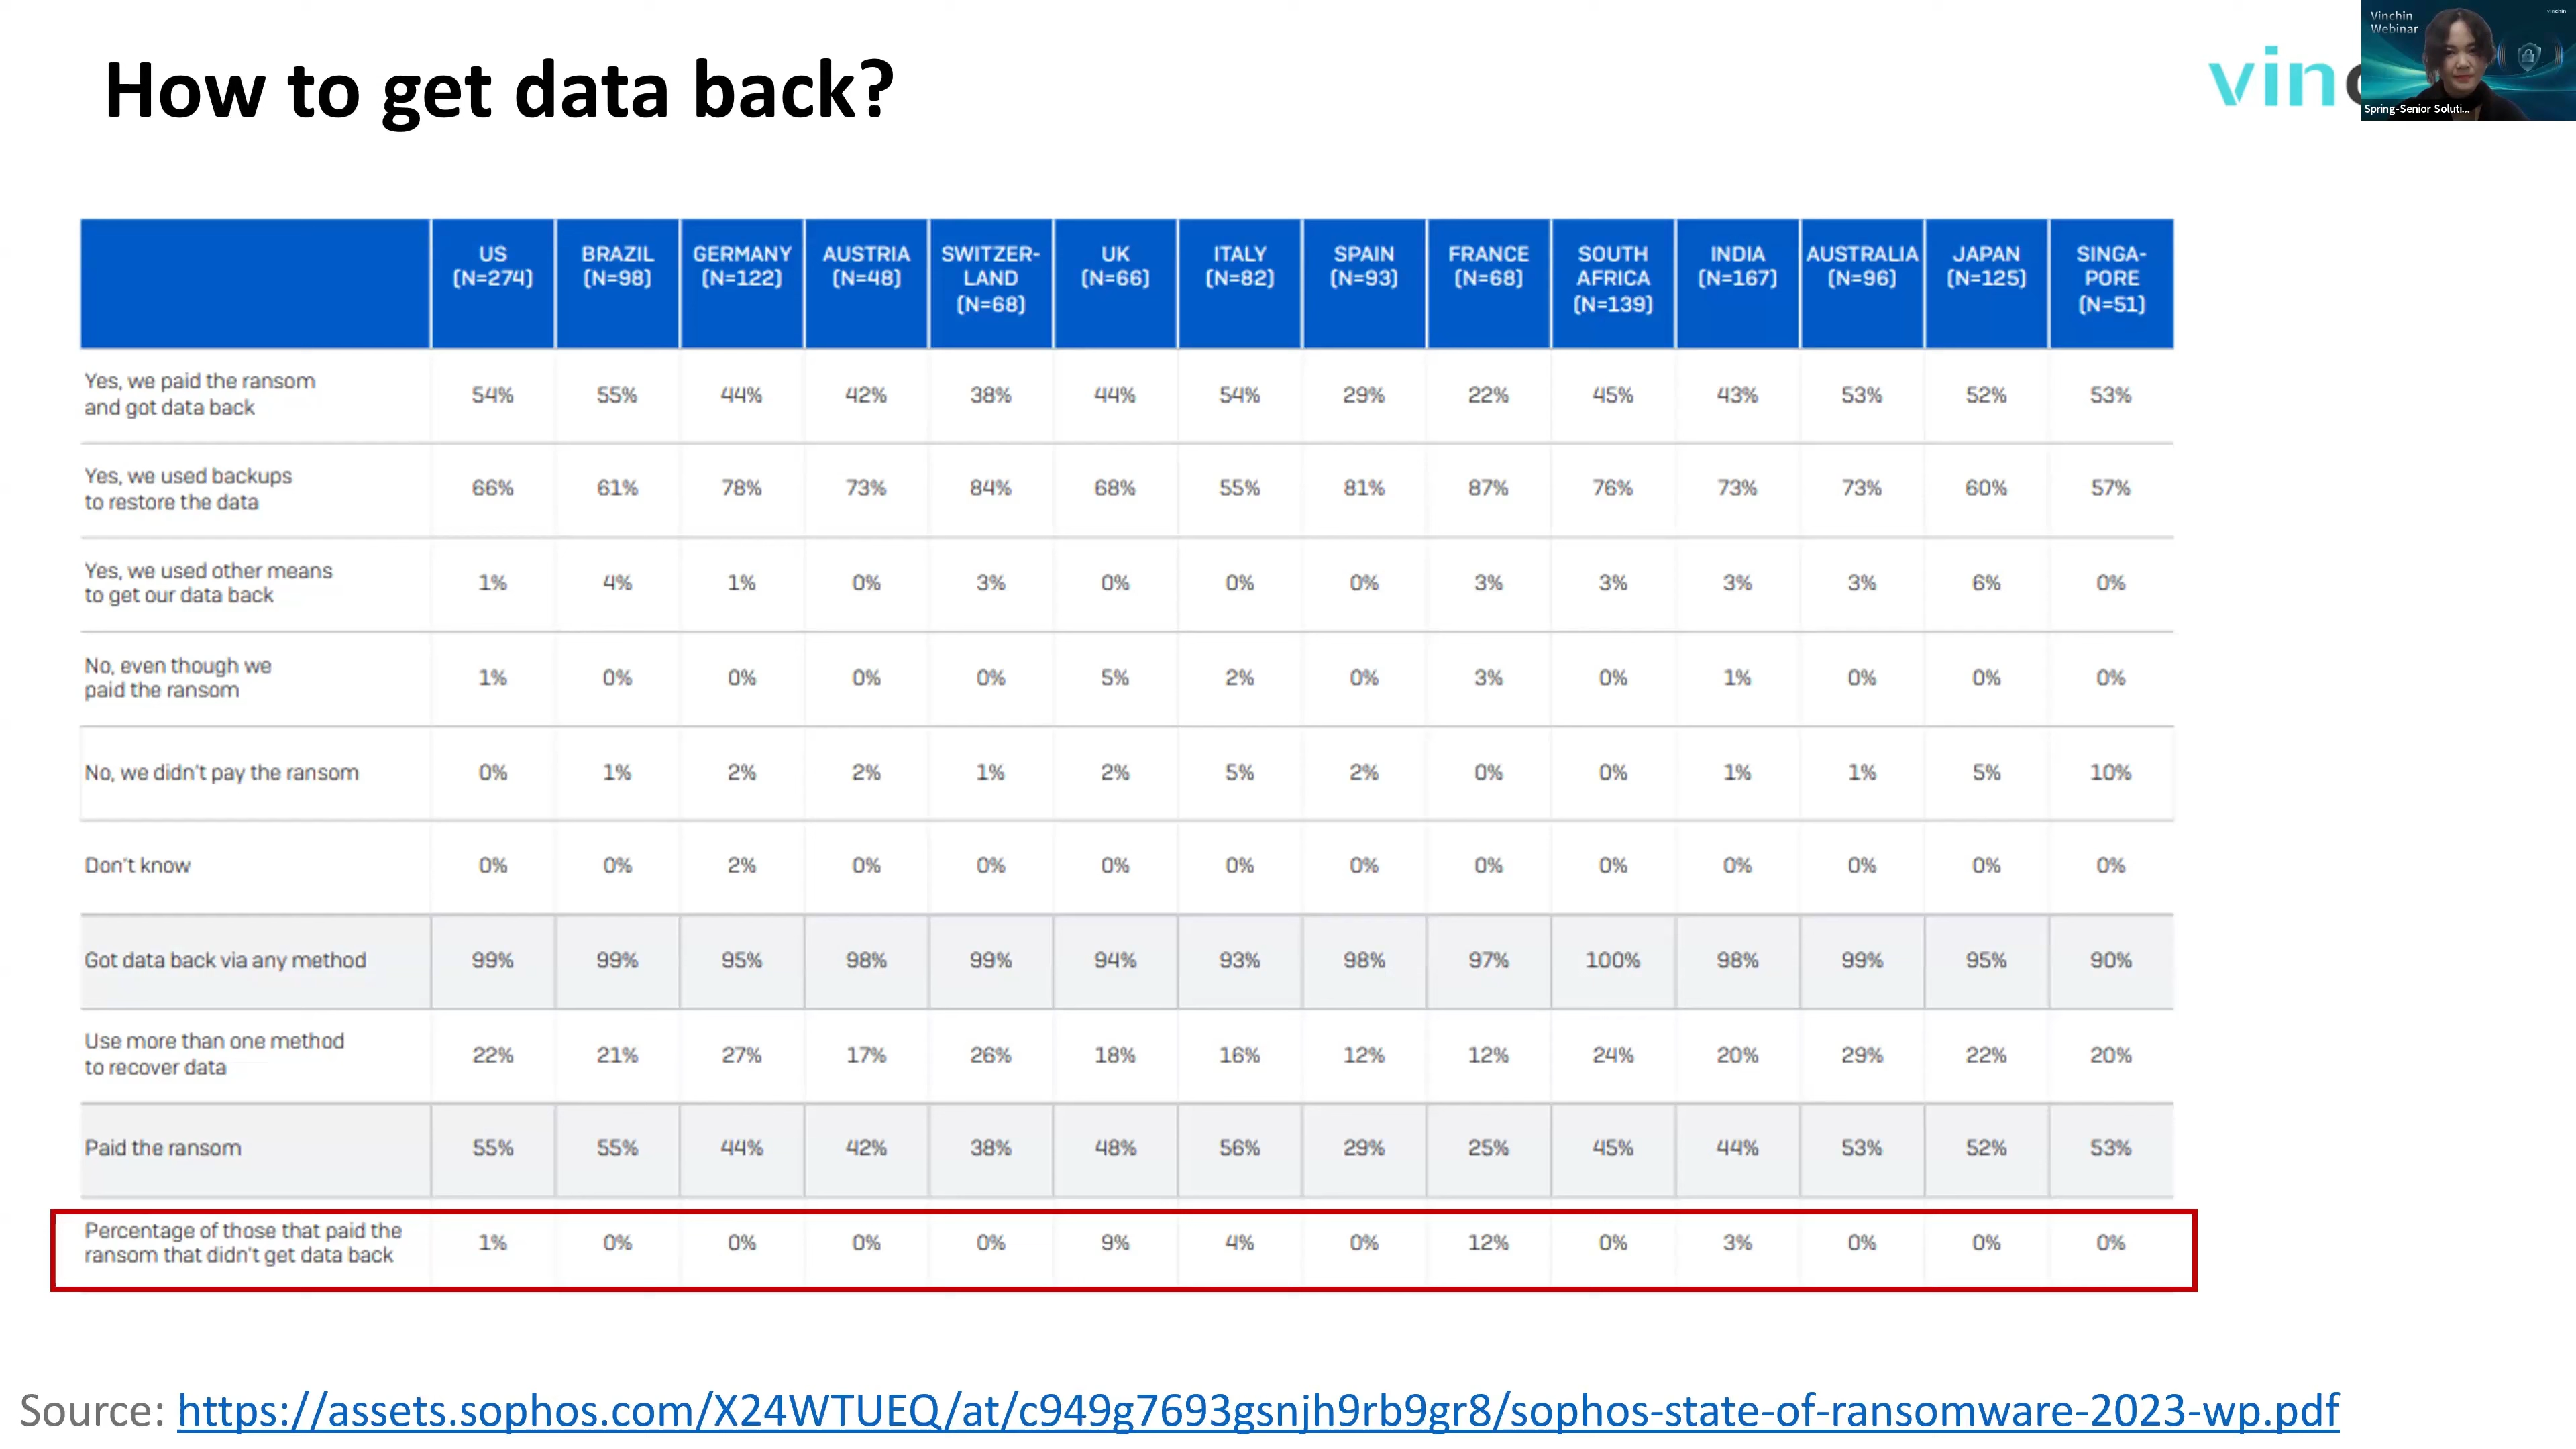 How to get data back?
vin
Vinchin
Webinar
vinchin
Spring-Senior Soluti...
US
(N=274)
BRAZIL
(N=98)
GERMANY
(N=122)
AUSTRIA
(N=48)
SWITZER-
LAND
(N=68)
UK
(N=66)
ITALY
(N=82)
SPAIN
(N=93)
FRANCE
(N=68)
SOUTH
AFRICA
(N=139)
INDIA
(N=167)
AUSTRALIA
(N=96)
JAPAN
(N=125)
SINGA-
PORE
(N=51)
Yes, we paid the ransom
and got data back
54% 55% 44% 42% 38% 44% 54% 29% 22% 45% 43% 53% 52% 53%
Yes, we used backups
to restore the data
66% 61% 78% 73% 84% 68% 55% 81% 87% 76% 73% 73% 60% 57%
Yes, we used other means
to get our data back
1% 4% 1% 0% 3% 0% 0% 0% 3% 3% 3% 3% 6% 0%
No, even though we
paid the ransom
1% 0% 0% 0% 0% 5% 2% 0% 3% 0% 1% 0% 0% 0%
No, we didn't pay the ransom
0% 1% 2% 2% 1% 2% 5% 2% 0% 0% 1% 1% 5% 10%
Don't know
0% 0% 2% 0% 0% 0% 0% 0% 0% 0% 0% 0% 0% 0%
Got data back via any method
99% 99% 95% 98% 99% 94% 93% 98% 97% 100% 98% 99% 95% 90%
Use more than one method
to recover data
22% 21% 27% 17% 26% 18% 16% 12% 12% 24% 20% 29% 22% 20%
Paid the ransom
55% 55% 44% 42% 38% 48% 56% 29% 25% 45% 44% 53% 52% 53%
Percentage of those that paid the
ransom that didn't get data back
1% 0% 0% 0% 0% 9% 4% 0% 12% 0% 3% 0% 0% 0%
Source: https://assets.sophos.com/X24WTUEQ/at/c949g7693gsnjh9rb9gr8/sophos-state-of-ransomware-2023-wp.pdf